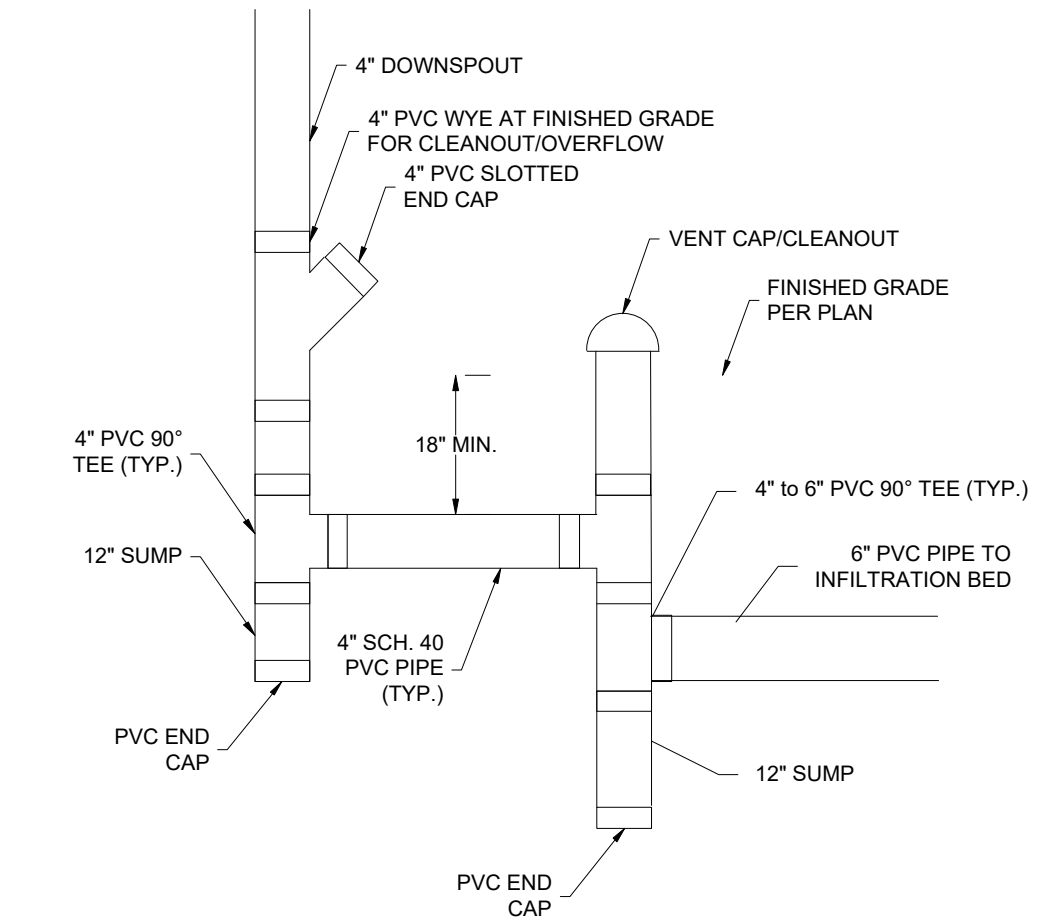 4" DOWNSPOUT
4" PVC WYE AT FINISHED GRADE
FOR CLEANOUT/OVERFLOW
4" PVC SLOTTED
END CAP
VENT CAP/CLEANOUT
FINISHED GRADE
PER PLAN
18" MIN.
4" PVC 90°
TEE (TYP.)
4" to 6" PVC 90° TEE (TYP.)
12" SUMP
6" PVC PIPE TO
INFILTRATION BED
4" SCH. 40
PVC PIPE
(TYP.)
PVC END
CAP
12" SUMP
PVC END
CAP